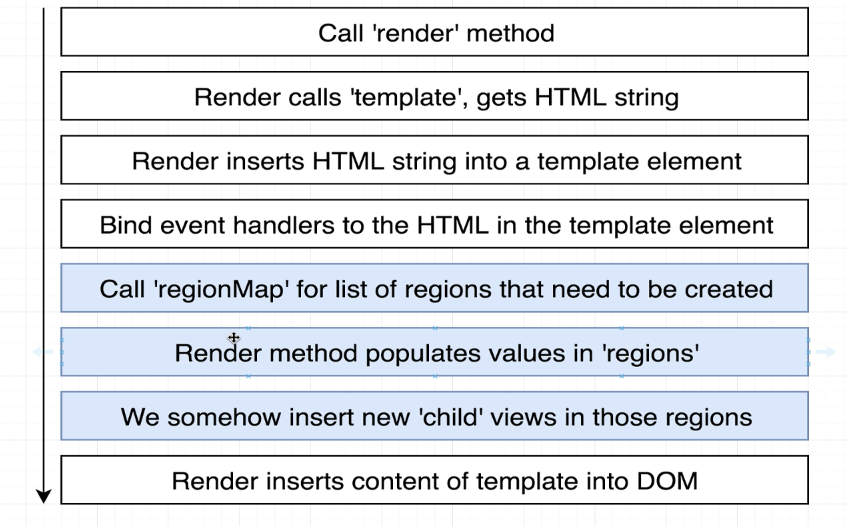 Call 'render' method
Render calls 'template', gets HTML string
Render inserts HTML string into a template element
Bind event handlers to the HTML in the template element
Call 'regionMap' for list of regions that need to be created
Render method populates values in 'regions'
We somehow insert new 'child' views in those regions
Render inserts content of template into DOM